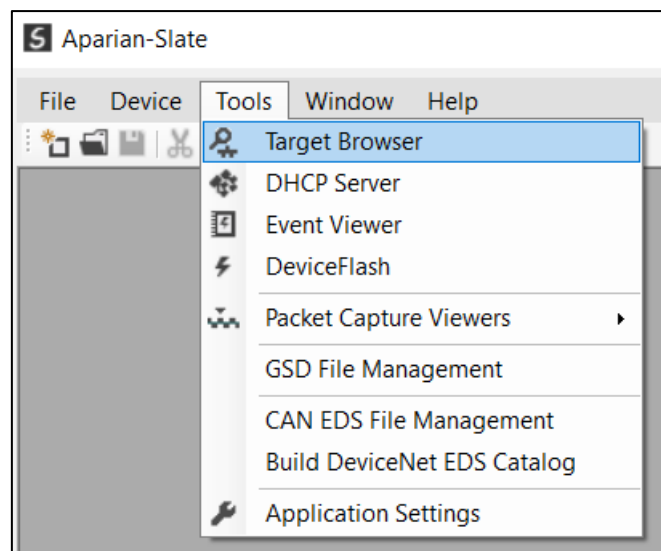 S Aparian-Slate
File Device Tools Window Help
Target Browser
DHCP Server
Event Viewer
DeviceFlash
Packet Capture Viewers
GSD File Management
CAN EDS File Management
Build DeviceNet EDS Catalog
Application Settings